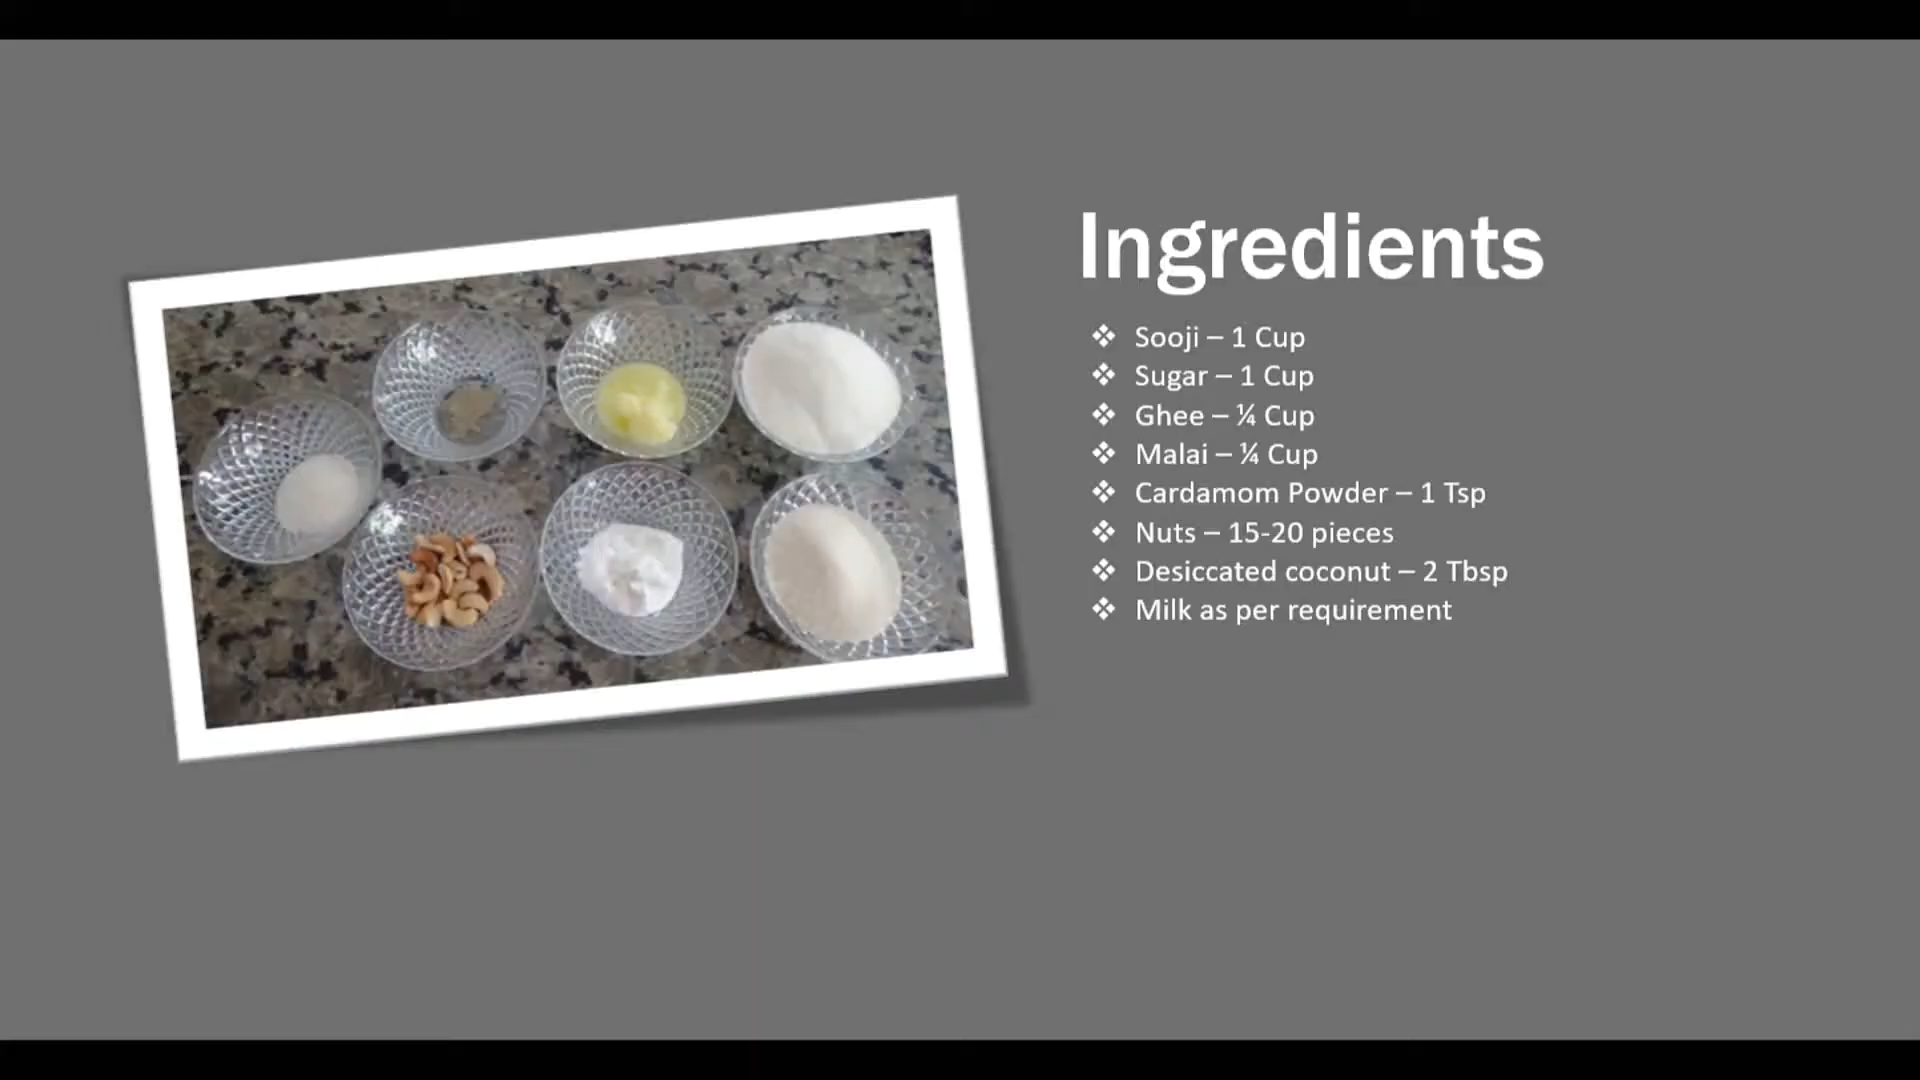 Ingredients
❖ Sooji – 1 Cup
❖ Sugar – 1 Cup
❖ Ghee – ¼ Cup
❖ Malai – ¼ Cup
❖ Cardamom Powder – 1 Tsp
❖ Nuts – 15-20 pieces
❖ Desiccated coconut – 2 Tbsp
❖ Milk as per requirement